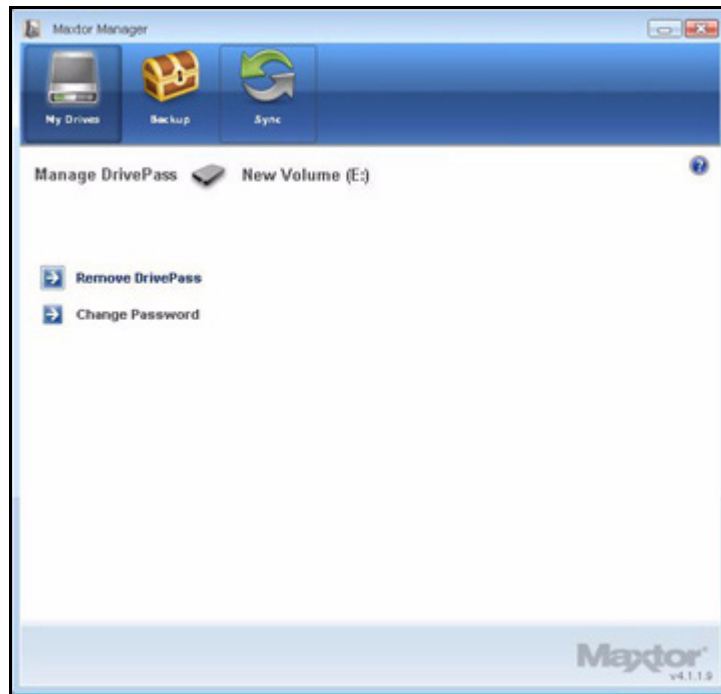 Maxtor Manager
My Drives Backup Sync
Manage DrivePass New Volume (E:)
?
Remove DrivePass
Change Password
Maxtor
v4.1.1.9